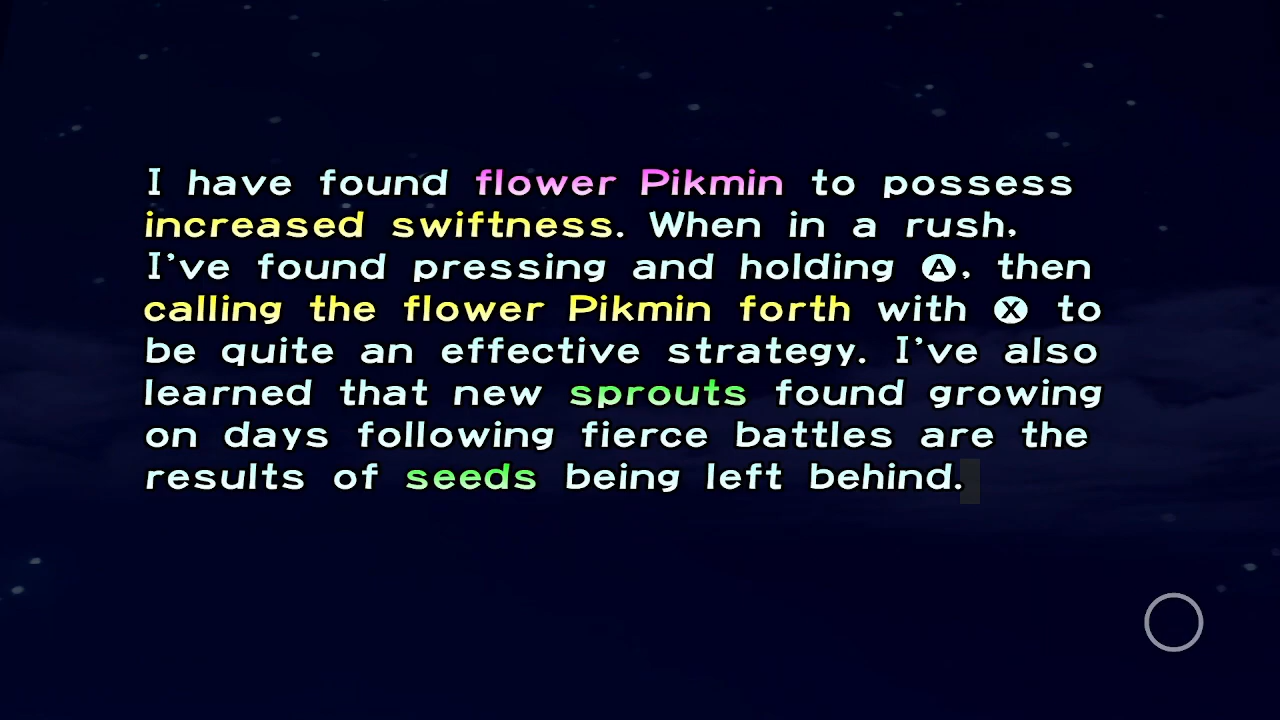 I have found flower Pikmin to possess
increased swiftness. When in a rush,
I've found pressing and holding Ⓐ, then
calling the flower Pikmin forth with Ⓧ to
be quite an effective strategy. I've also
learned that new sprouts found growing
on days following fierce battles are the
results of seeds being left behind.